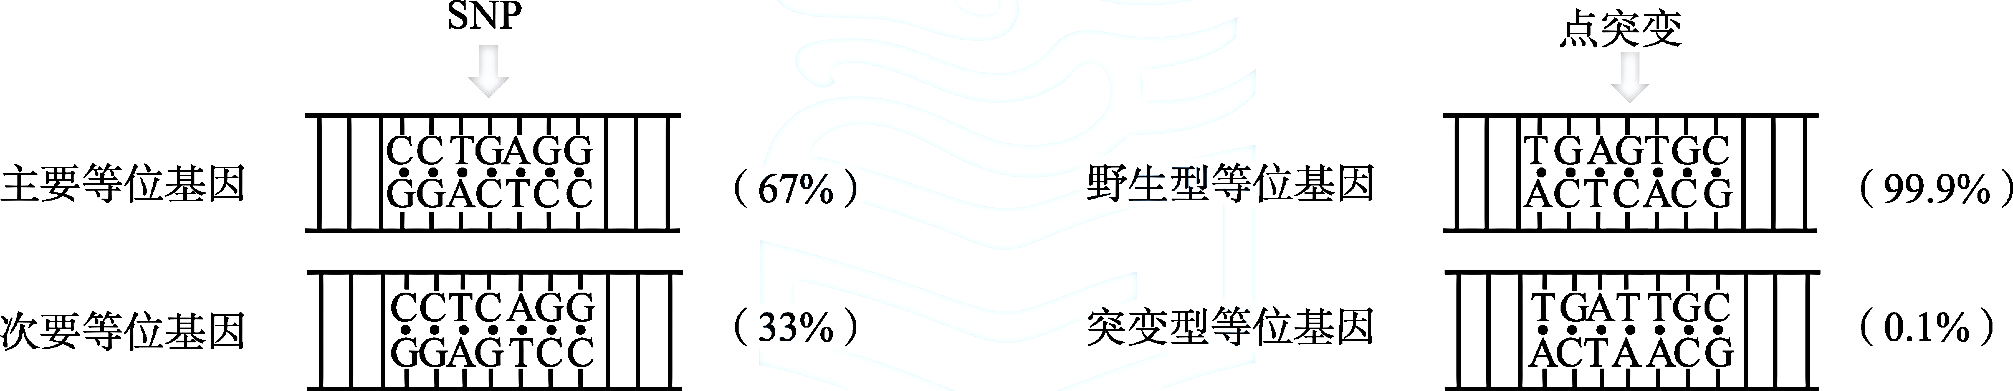 SNP
主要等位基因
CCTGAGG
GGACTCC
（67%）
次要等位基因
CCTCAGG
GGAGTCC
（33%）
点突变
野生型等位基因
TGAGTGC
ACTCACG
（99.9%）
突变型等位基因
TGATTGC
ACTAACG
（0.1%）